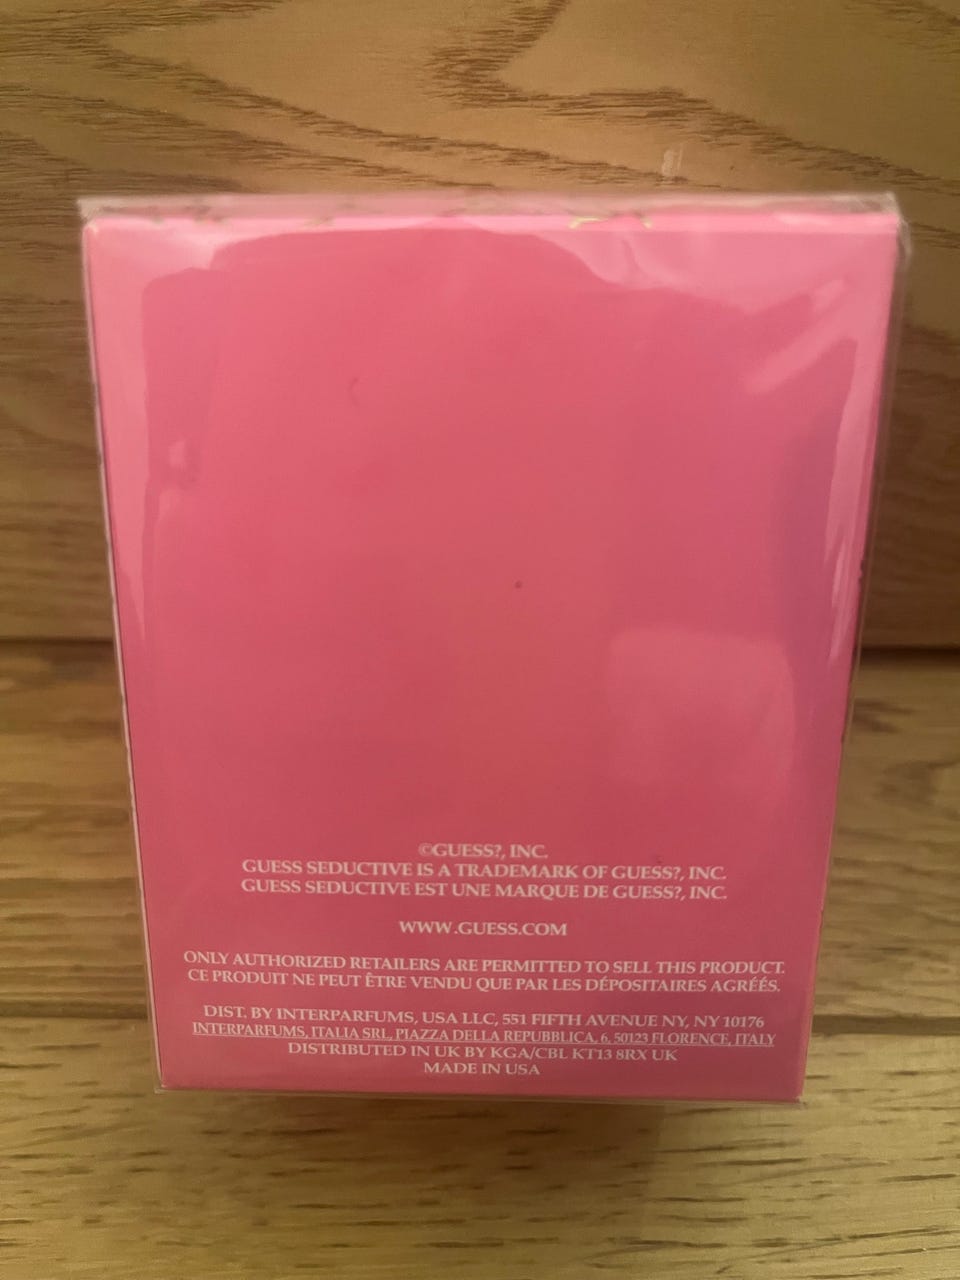 ©GUESS?, INC.
GUESS SEDUCTIVE IS A TRADEMARK OF GUESS?, INC.
GUESS SEDUCTIVE EST UNE MARQUE DE GUESS?, INC.
WWW.GUESS.COM
ONLY AUTHORIZED RETAILERS ARE PERMITTED TO SELL THIS PRODUCT.
CE PRODUIT NE PEUT ÊTRE VENDU QUE PAR LES DÉPOSITAIRES AGRÉÉS.
DIST. BY INTERPARFUMS, USA LLC, 551 FIFTH AVENUE NY, NY 10176
INTERPARFUMS, ITALIA SRL, PIAZZA DELLA REPUBBLICA, 6, 50123 FLORENCE, ITALY
DISTRIBUTED IN UK BY KGA/CBL KT13 8RX UK
MADE IN USA